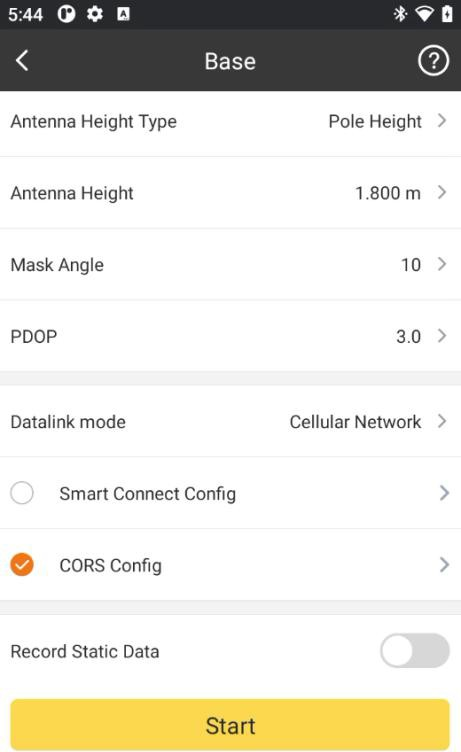 5:44
Base
Antenna Height Type Pole Height
Antenna Height 1.800 m
Mask Angle 10
PDOP 3.0
Datalink mode Cellular Network
Smart Connect Config
CORS Config
Record Static Data
Start